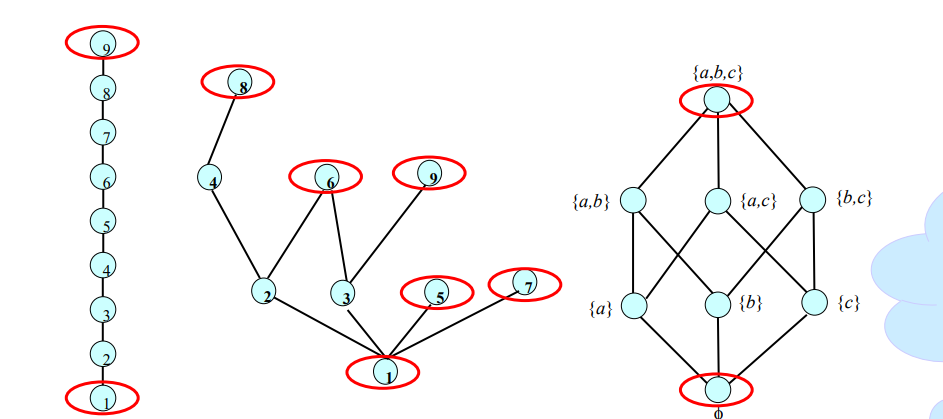 9
8
7
6
5
4
3
2
1
8
4
6
9
2
3
5
7
1
{a,b,c}
{a,b}
{a,c}
{b,c}
{a}
{b}
{c}
ϕ